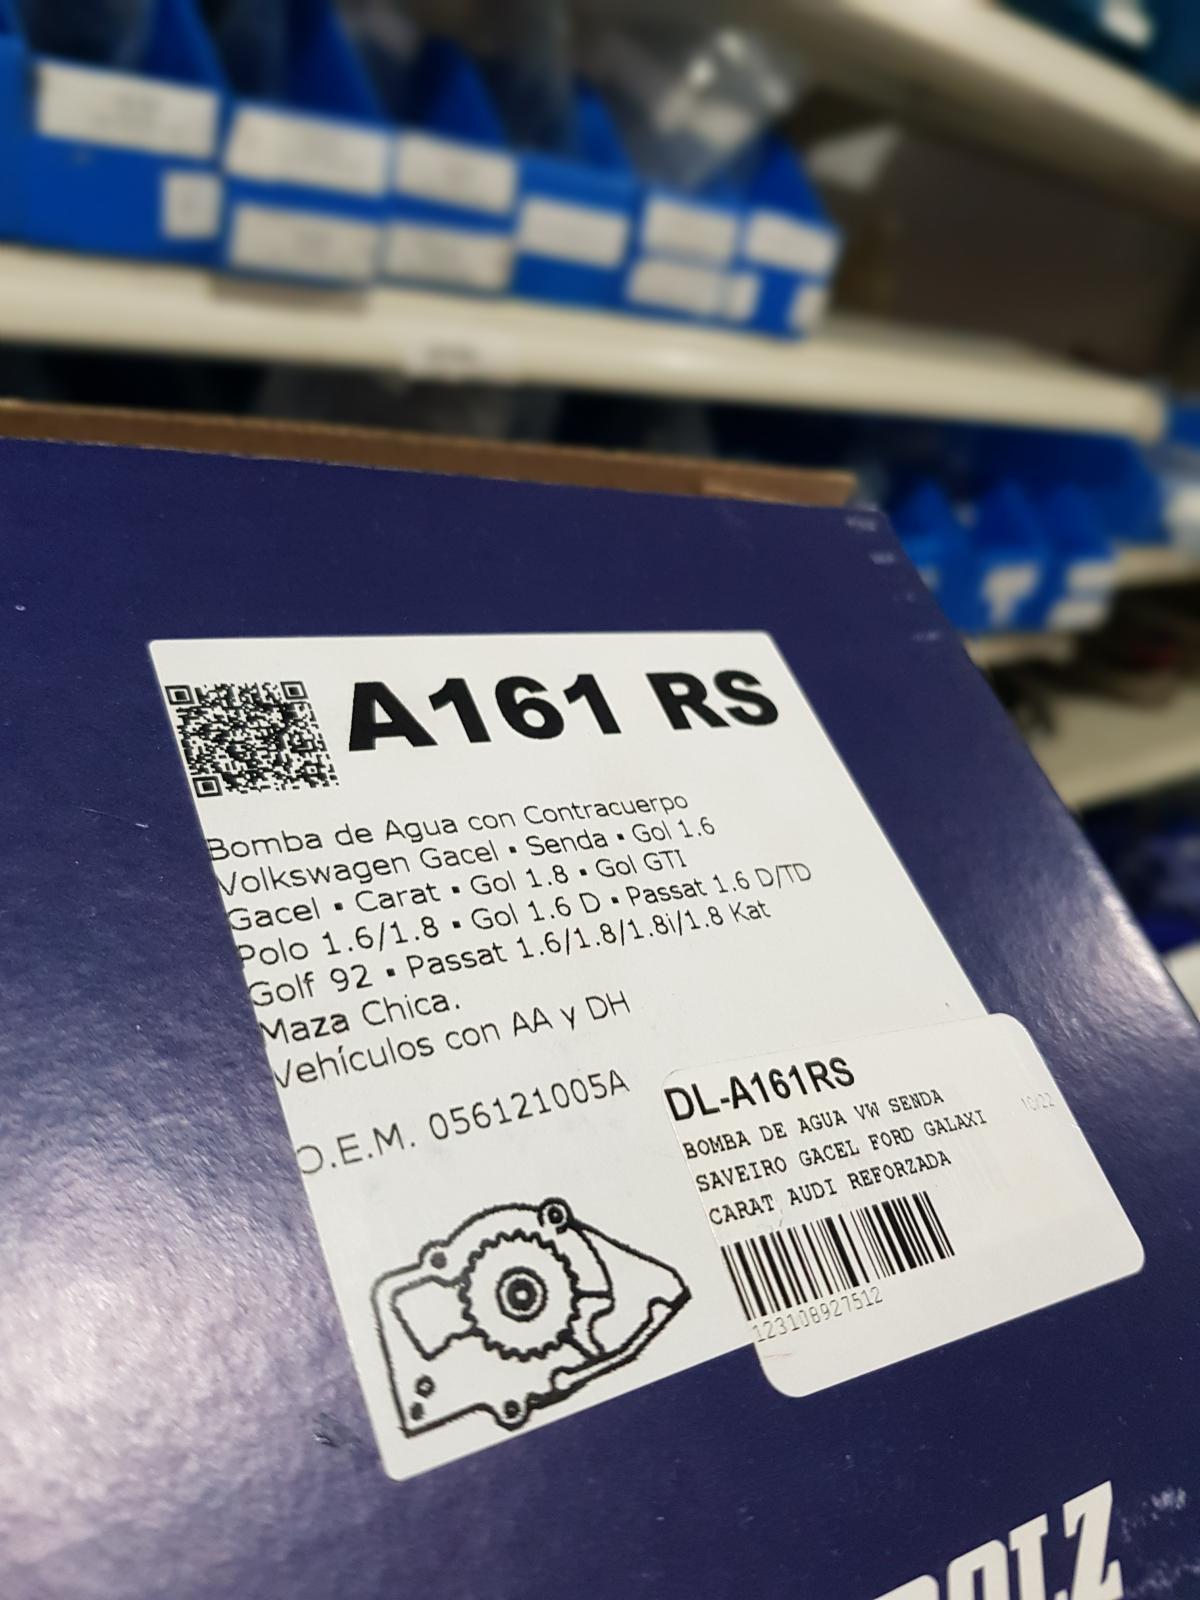 A161 RS
Bomba de Agua con Contracuerpo
Volkswagen Gacel ▪ Senda ▪ Gol 1.6
Gacel ▪ Carat ▪ Gol 1.8 ▪ Gol GTI
Polo 1.6/1.8 ▪ Gol 1.6 D ▪ Passat 1.6 D/TD
Golf 92 ▪ Passat 1.6/1.8/1.8i/1.8 Kat
Maza Chica.
Vehículos con AA y DH
O.E.M. 056121005A
DL-A161RS
10/22
BOMBA DE AGUA VW SENDA
SAVEIRO GACEL FORD GALAXI
CARAT AUDI REFORZADA
123108927512